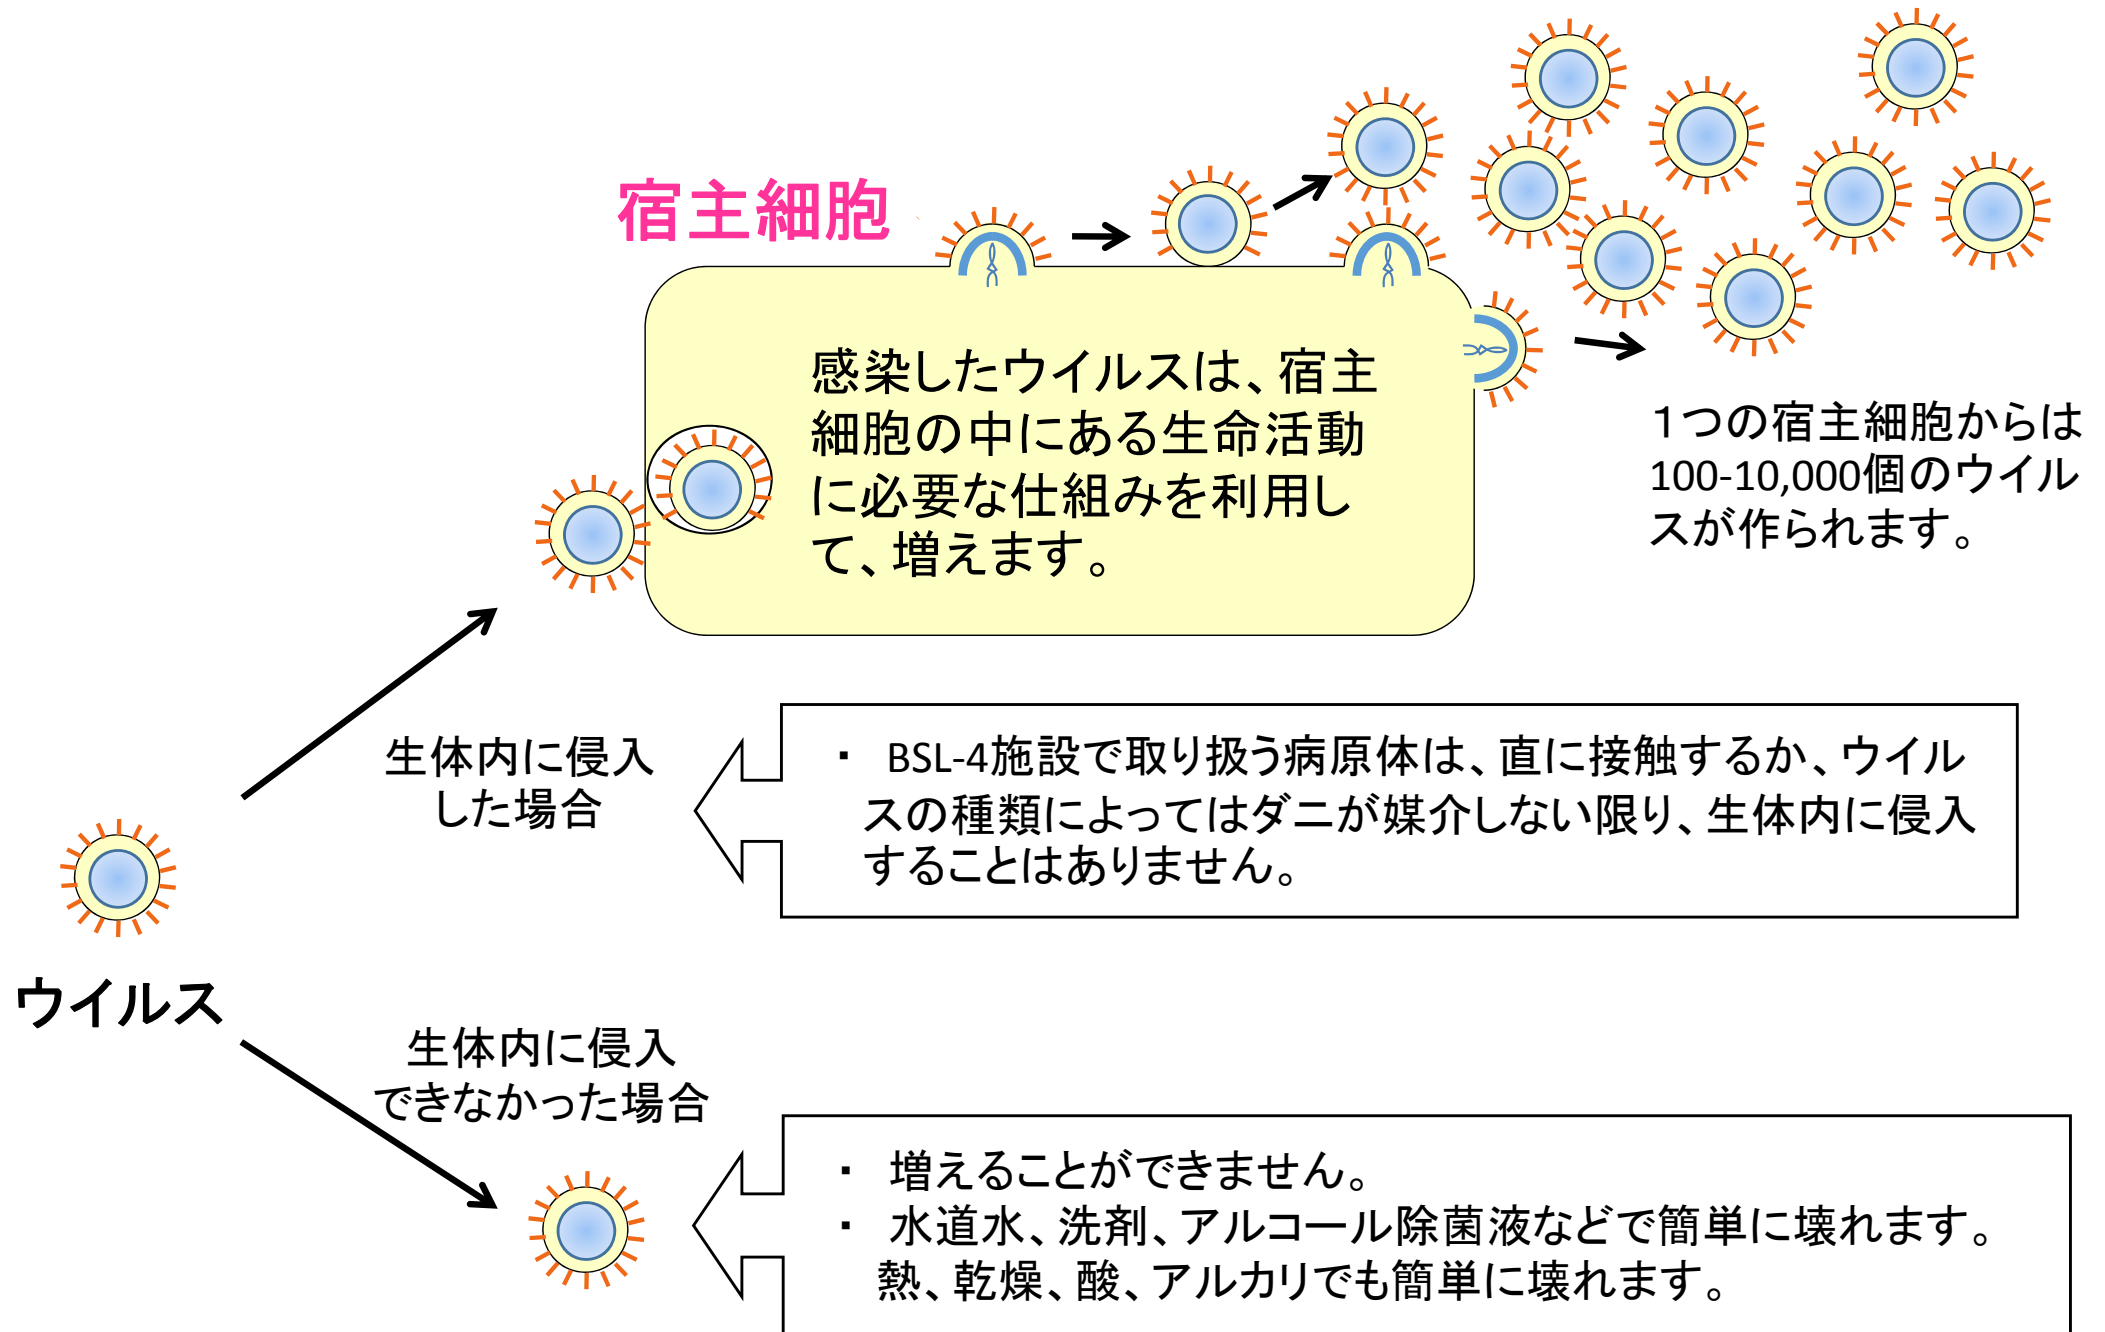 宿主細胞
感染したウイルスは、宿主
細胞の中にある生命活動
に必要な仕組みを利用し
て、増えます。
1つの宿主細胞からは
100-10,000個のウイル
スが作られます。
生体内に侵入
した場合
・ BSL-4施設で取り扱う病原体は、直に接触するか、ウイル
スの種類によってはダニが媒介しない限り、生体内に侵入
することはありません。
ウイルス
生体内に侵入
できなかった場合
・ 増えることができません。
・ 水道水、洗剤、アルコール除菌液などで簡単に壊れます。
熱、乾燥、酸、アルカリでも簡単に壊れます。